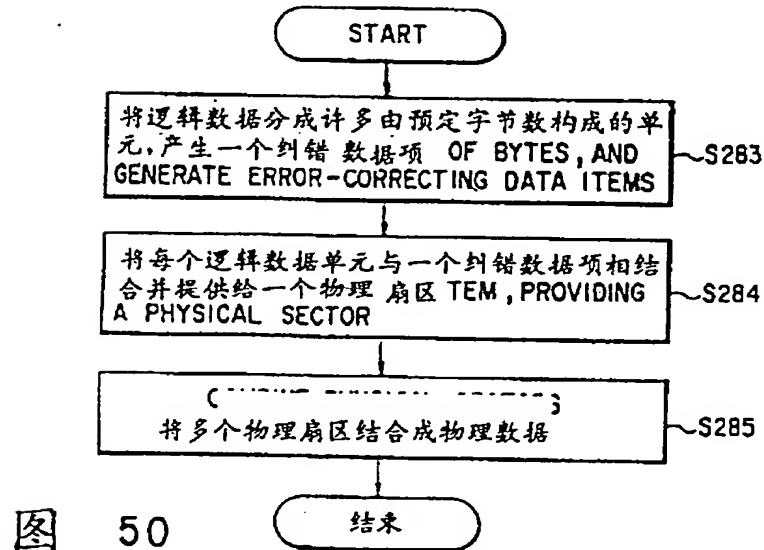 START
将逻辑数据分成许多由预定字节数构成的单
元,产生一个纠错数据项 OF BYTES, AND
GENERATE ERROR-CORRECTING DATA ITEMS
S283
将每个逻辑数据单元与一个纠错数据项相结
合并提供给一个物理扇区 TEM, PROVIDING
A PHYSICAL SECTOR
S284
将多个物理扇区结合成物理数据
S285
结束
图 50